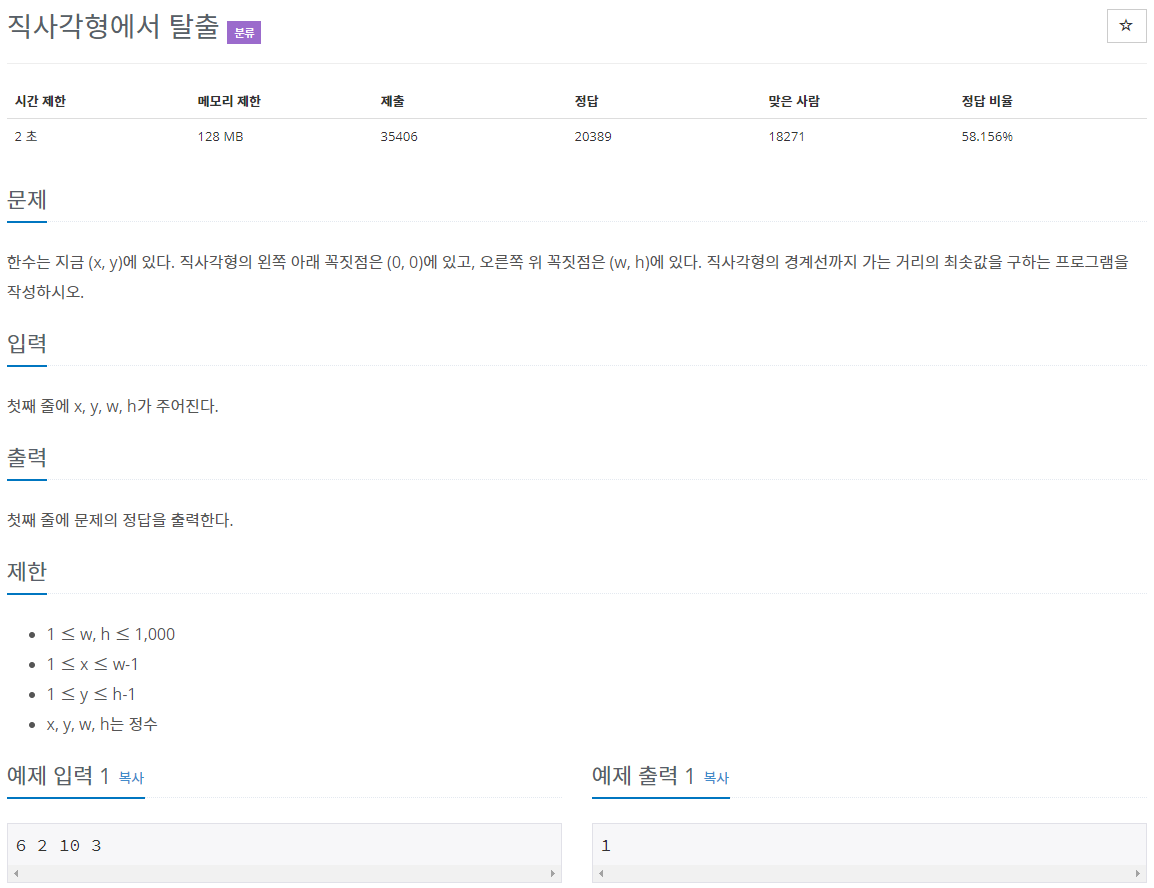 직사각형에서 탈출 분류
☆
시간 제한 메모리 제한 제출 정답 맞은 사람 정답 비율
2 초 128 MB 35406 20389 18271 58.156%
문제
한수는 지금 (x, y)에 있다. 직사각형의 왼쪽 아래 꼭짓점은 (0, 0)에 있고, 오른쪽 위 꼭짓점은 (w, h)에 있다. 직사각형의 경계선까지 가는 거리의 최솟값을 구하는 프로그램을
작성하시오.
입력
첫째 줄에 x, y, w, h가 주어진다.
출력
첫째 줄에 문제의 정답을 출력한다.
제한
• 1 ≤ w, h ≤ 1,000
• 1 ≤ x ≤ w-1
• 1 ≤ y ≤ h-1
• x, y, w, h는 정수
예제 입력 1 복사
6 2 10 3
예제 출력 1 복사
1